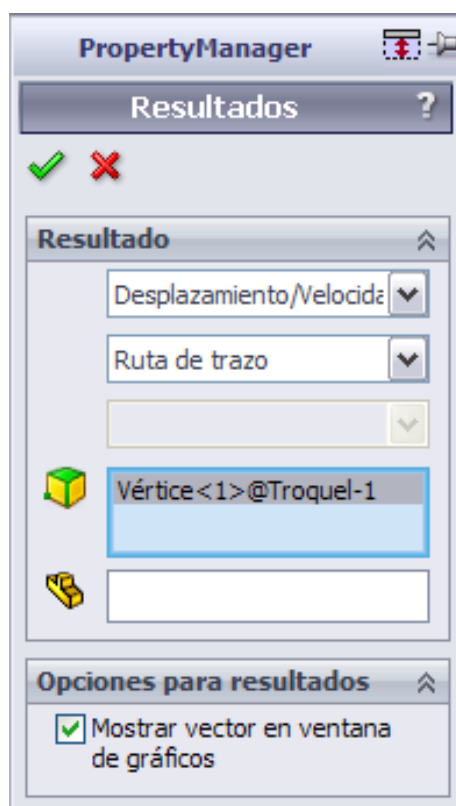 PropertyManager
Resultados ?
Resultado
Desplazamiento/Velocida
Ruta de trazo
Vértice<1>@Troquel-1
Opciones para resultados
Mostrar vector en ventana
de gráficos